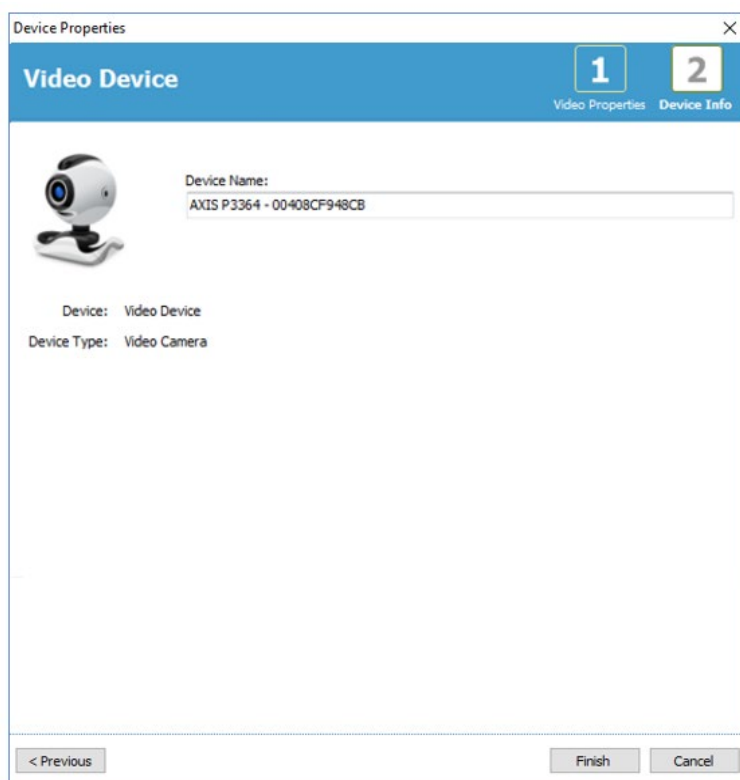 Device Properties
Video Device
1
2
Video Properties
Device Info
Device Name:
AXIS P3364 - 00408CF948CB
Device: Video Device
Device Type: Video Camera
< Previous
Finish
Cancel